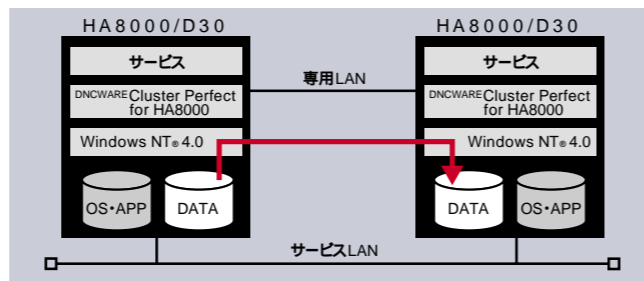 HA8000/D30
HA8000/D30
サービス
専用LAN
サービス
DNCWARE Cluster Perfect
for HA8000
DNCWARE Cluster Perfect
for HA8000
Windows NT® 4.0
Windows NT® 4.0
OS・APP
DATA
DATA
OS・APP
サービスLAN